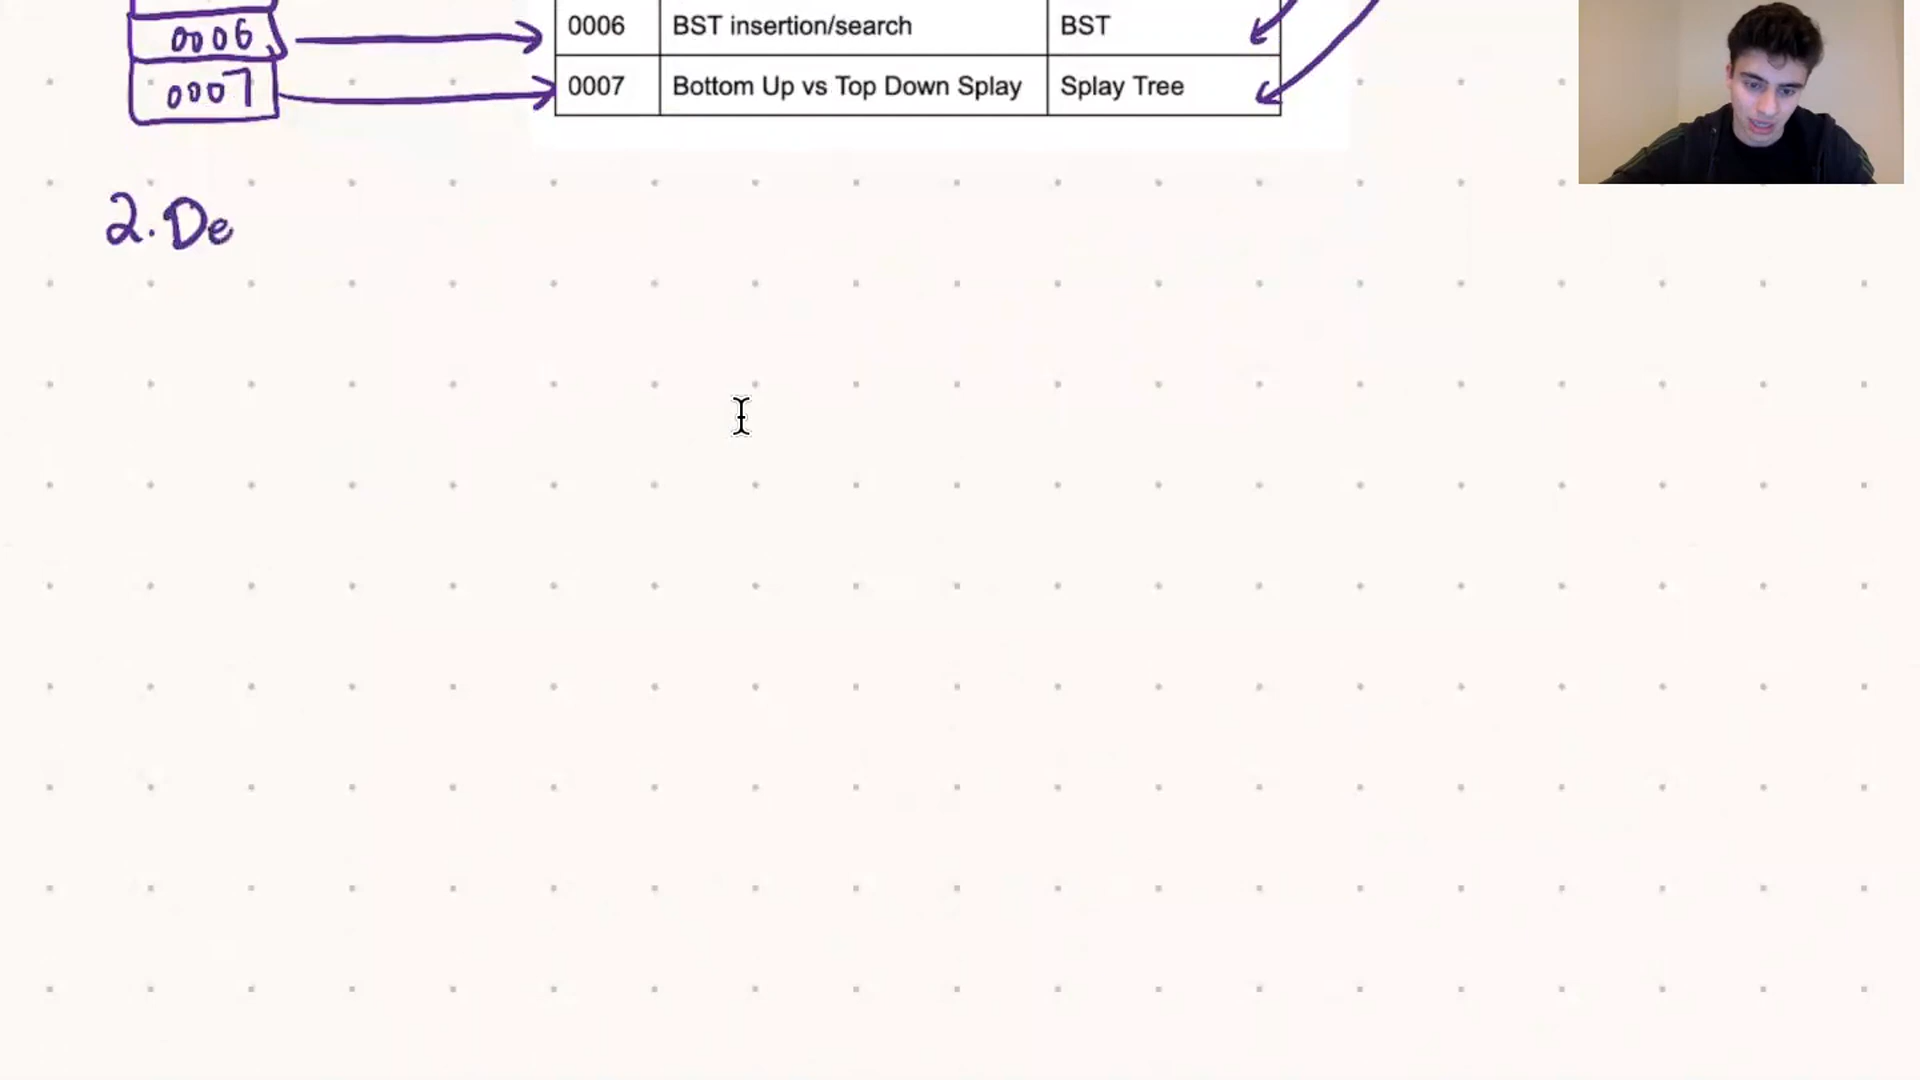 0006 0006 BST insertion/search BST
0007 0007 Bottom Up vs Top Down Splay Splay Tree
2. De